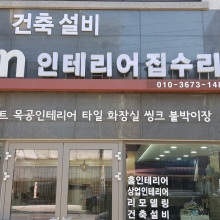 건축설비
m 인테리어집수리
010-3673-148
트 목공인테리어 타일 화장실 씽크 붙박이장
홈인테리어
상업인테리어
리모델링
건축설비